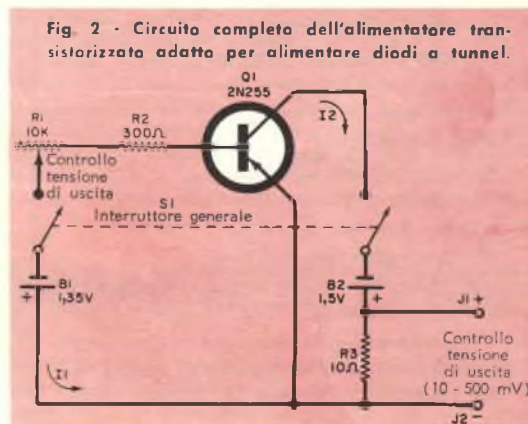 Fig. 2 - Circuito completo dell'alimentatore tran-
sistorizzato adatto per alimentare diodi a tunnel.
Q1
2N255
R1
10K
R2
300Ω
I2
Controllo
tensione
di uscita
S1
Interruttore generale
B1
1,35V
+
B2
1,5V
+
J1 +
I1
R3
10Ω
Controllo
tensione
di uscita
(10 - 500 mV)
J2 -